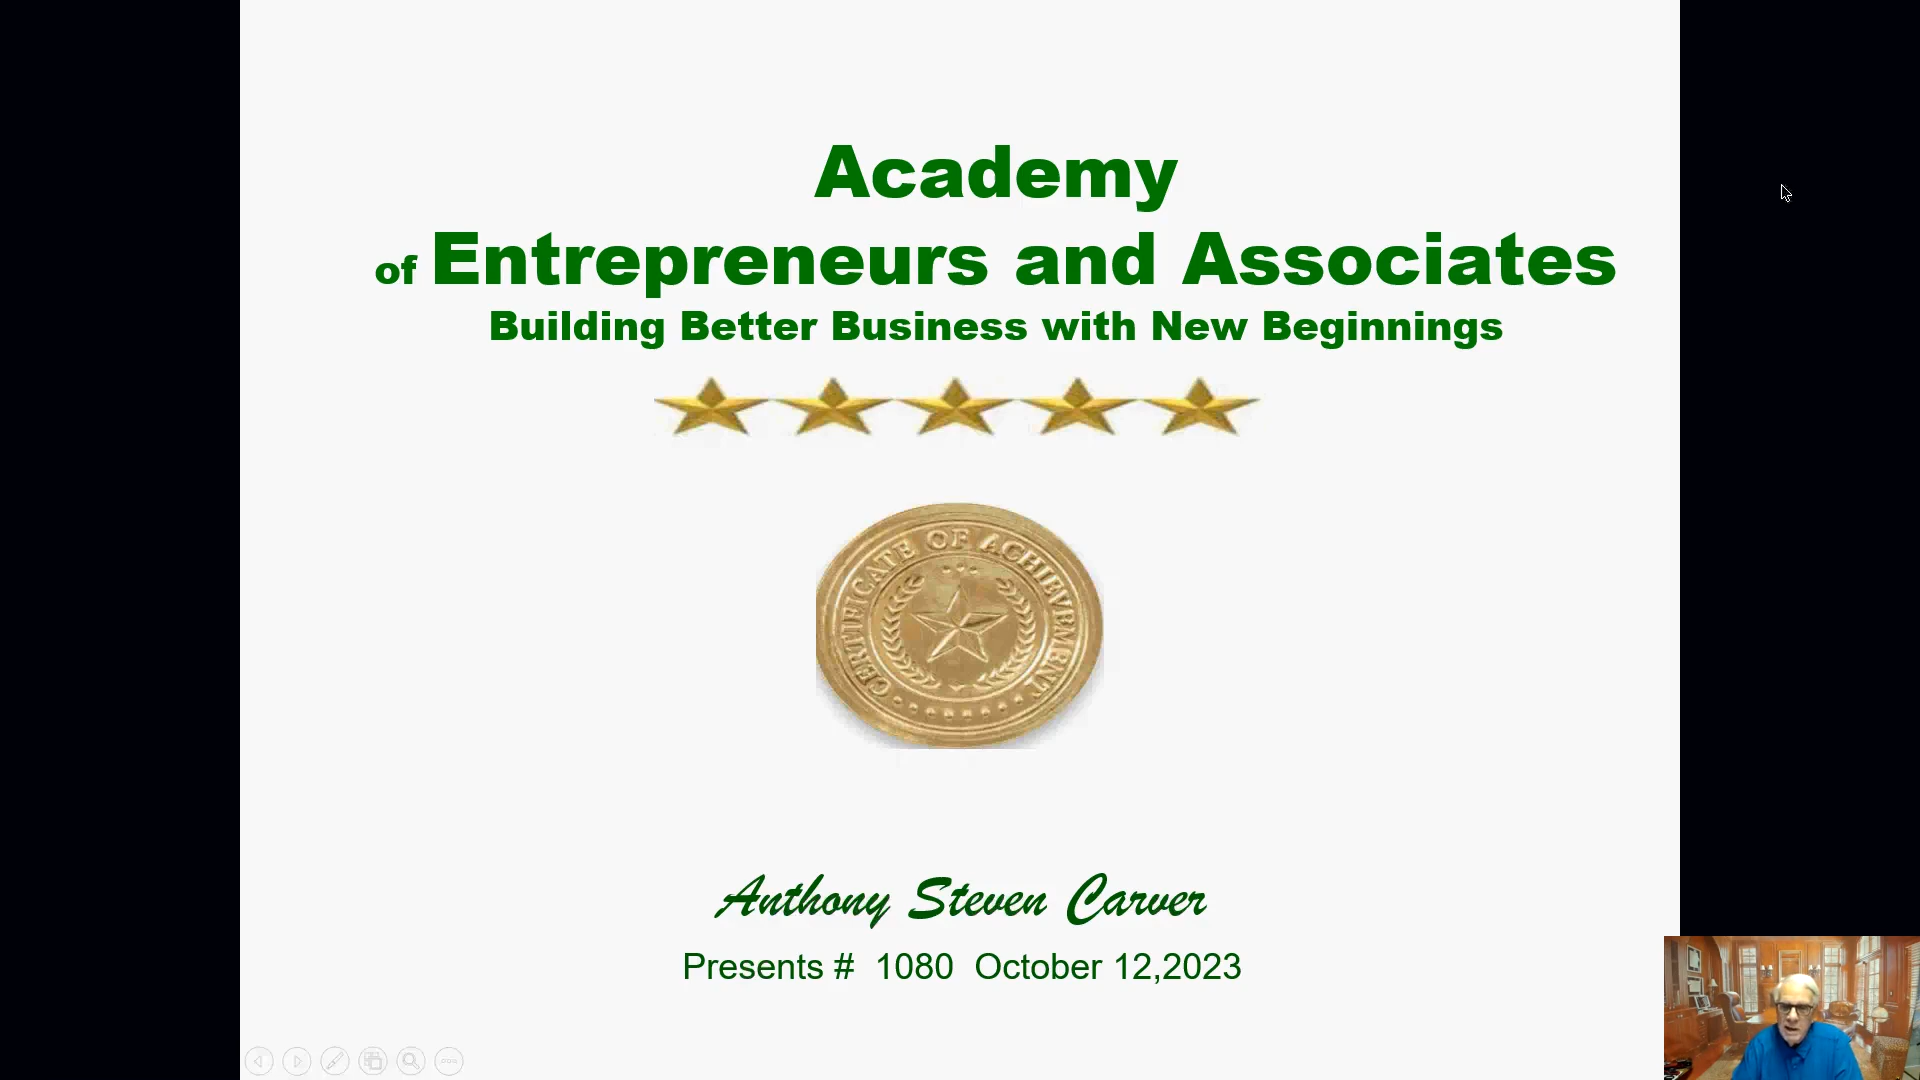 Academy
of Entrepreneurs and Associates
Building Better Business with New Beginnings
CERTIFICATE OF ACHIEVEMENT
Anthony Steven Carver
Presents #  1080  October 12,2023